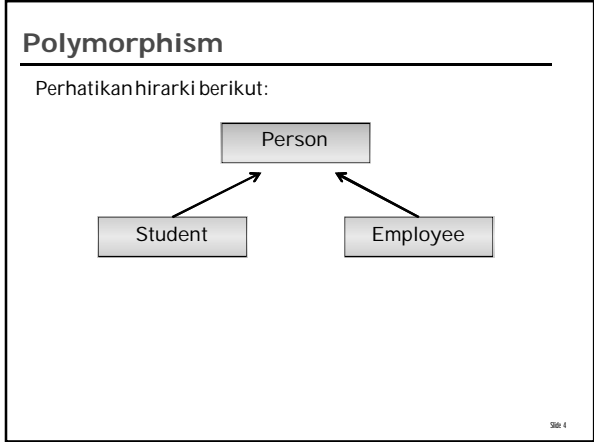 Polymorphism
Perhatikan hirarki berikut:
Person
Student Employee
Slide 4